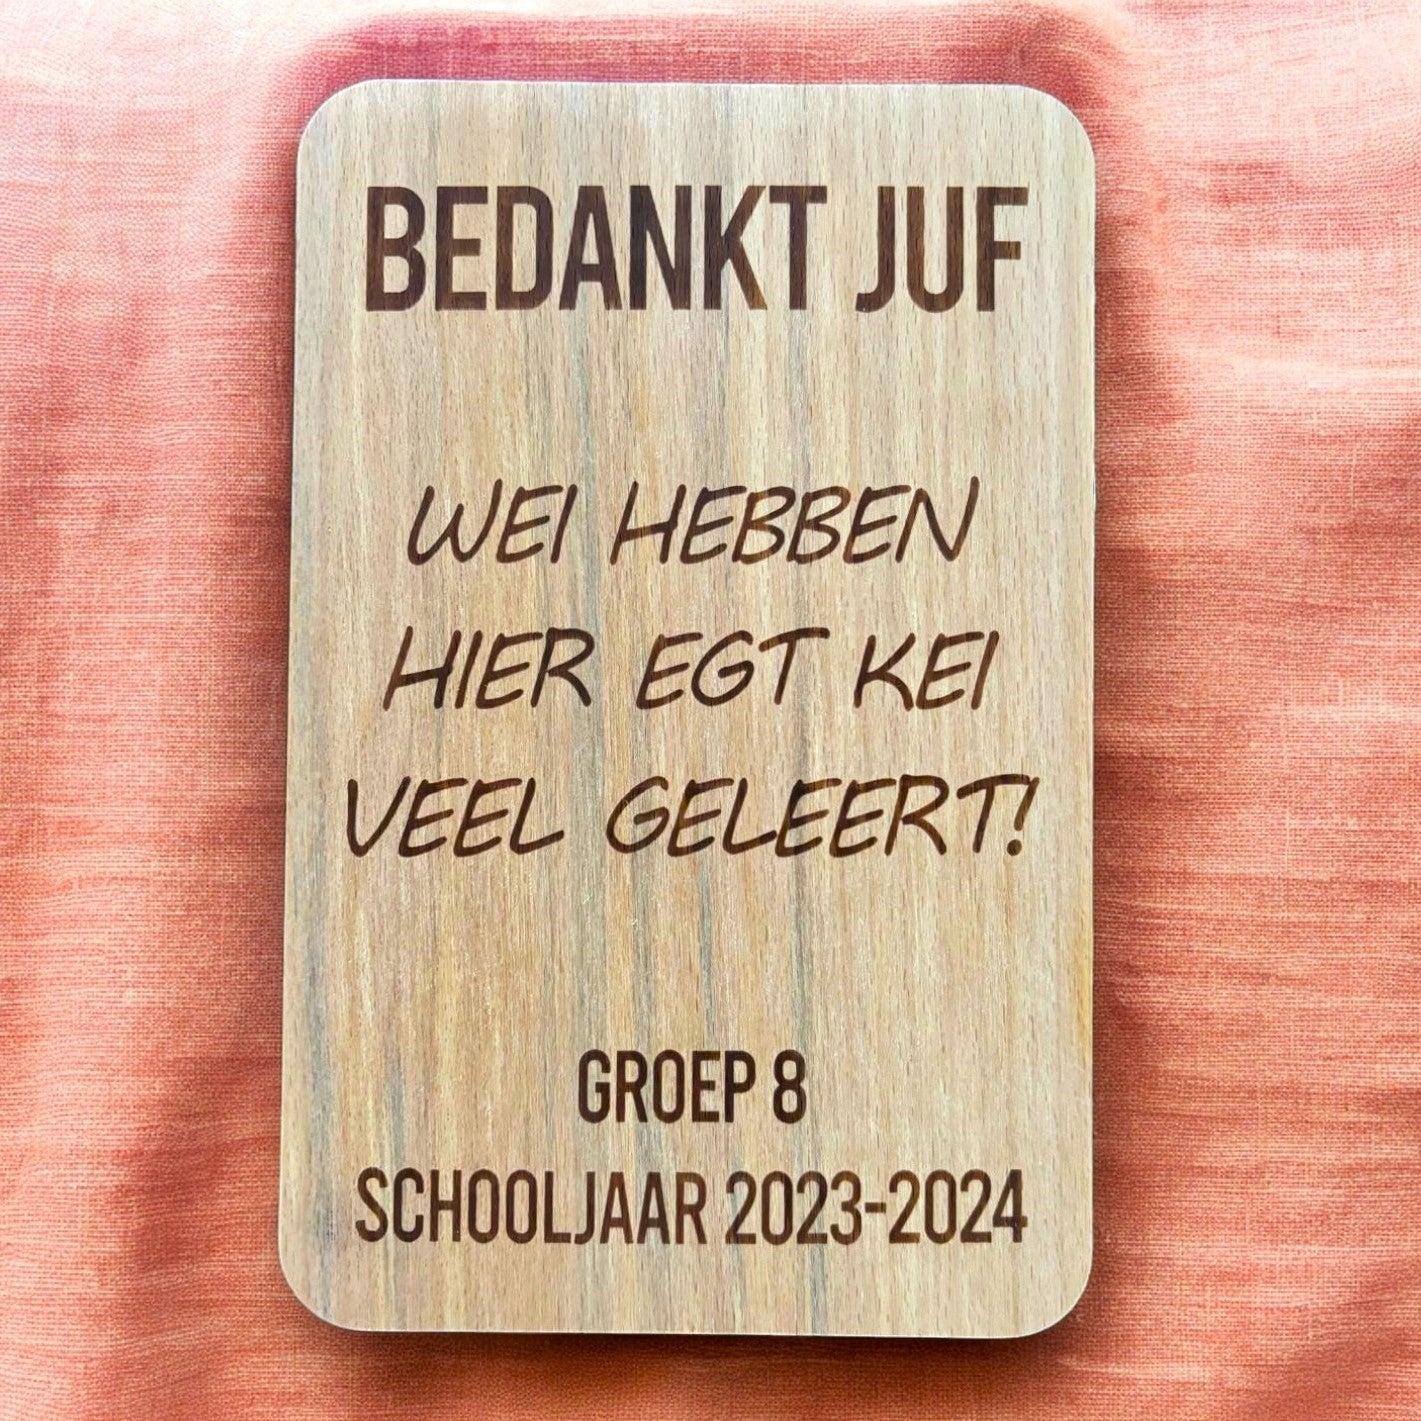 BEDANKT JUF
WEI HEBBEN
HIER EGT KEI
VEEL GELEERT!
GROEP 8
SCHOOLJAAR 2023-2024